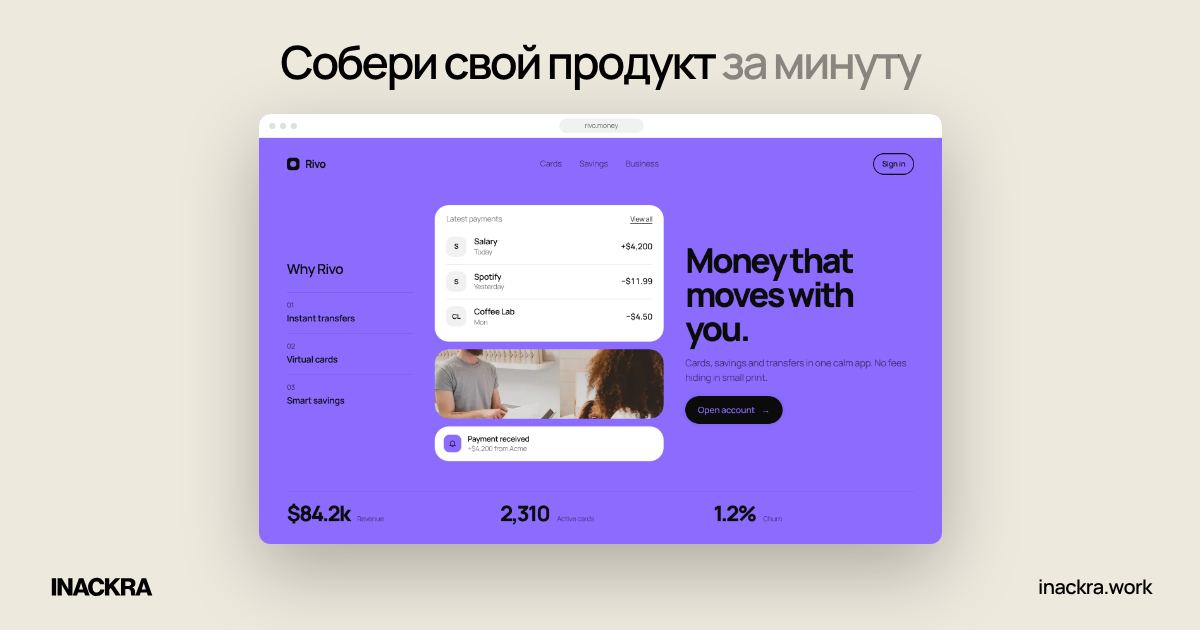 Собери свой продукт за минуту
rivo.money
Rivo
Cards Savings Business
Sign in
Why Rivo
01
Instant transfers
02
Virtual cards
03
Smart savings
Latest payments View all
S Salary +$4,200
Today
S Spotify −$11.99
Yesterday
CL Coffee Lab −$4.50
Mon
Payment received
+$4,200 from Acme
Money that
moves with
you.
Cards, savings and transfers in one calm app. No fees
hiding in small print.
Open account →
$84.2k Revenue
2,310 Active cards
1.2% Churn
INACKRA
inackra.work